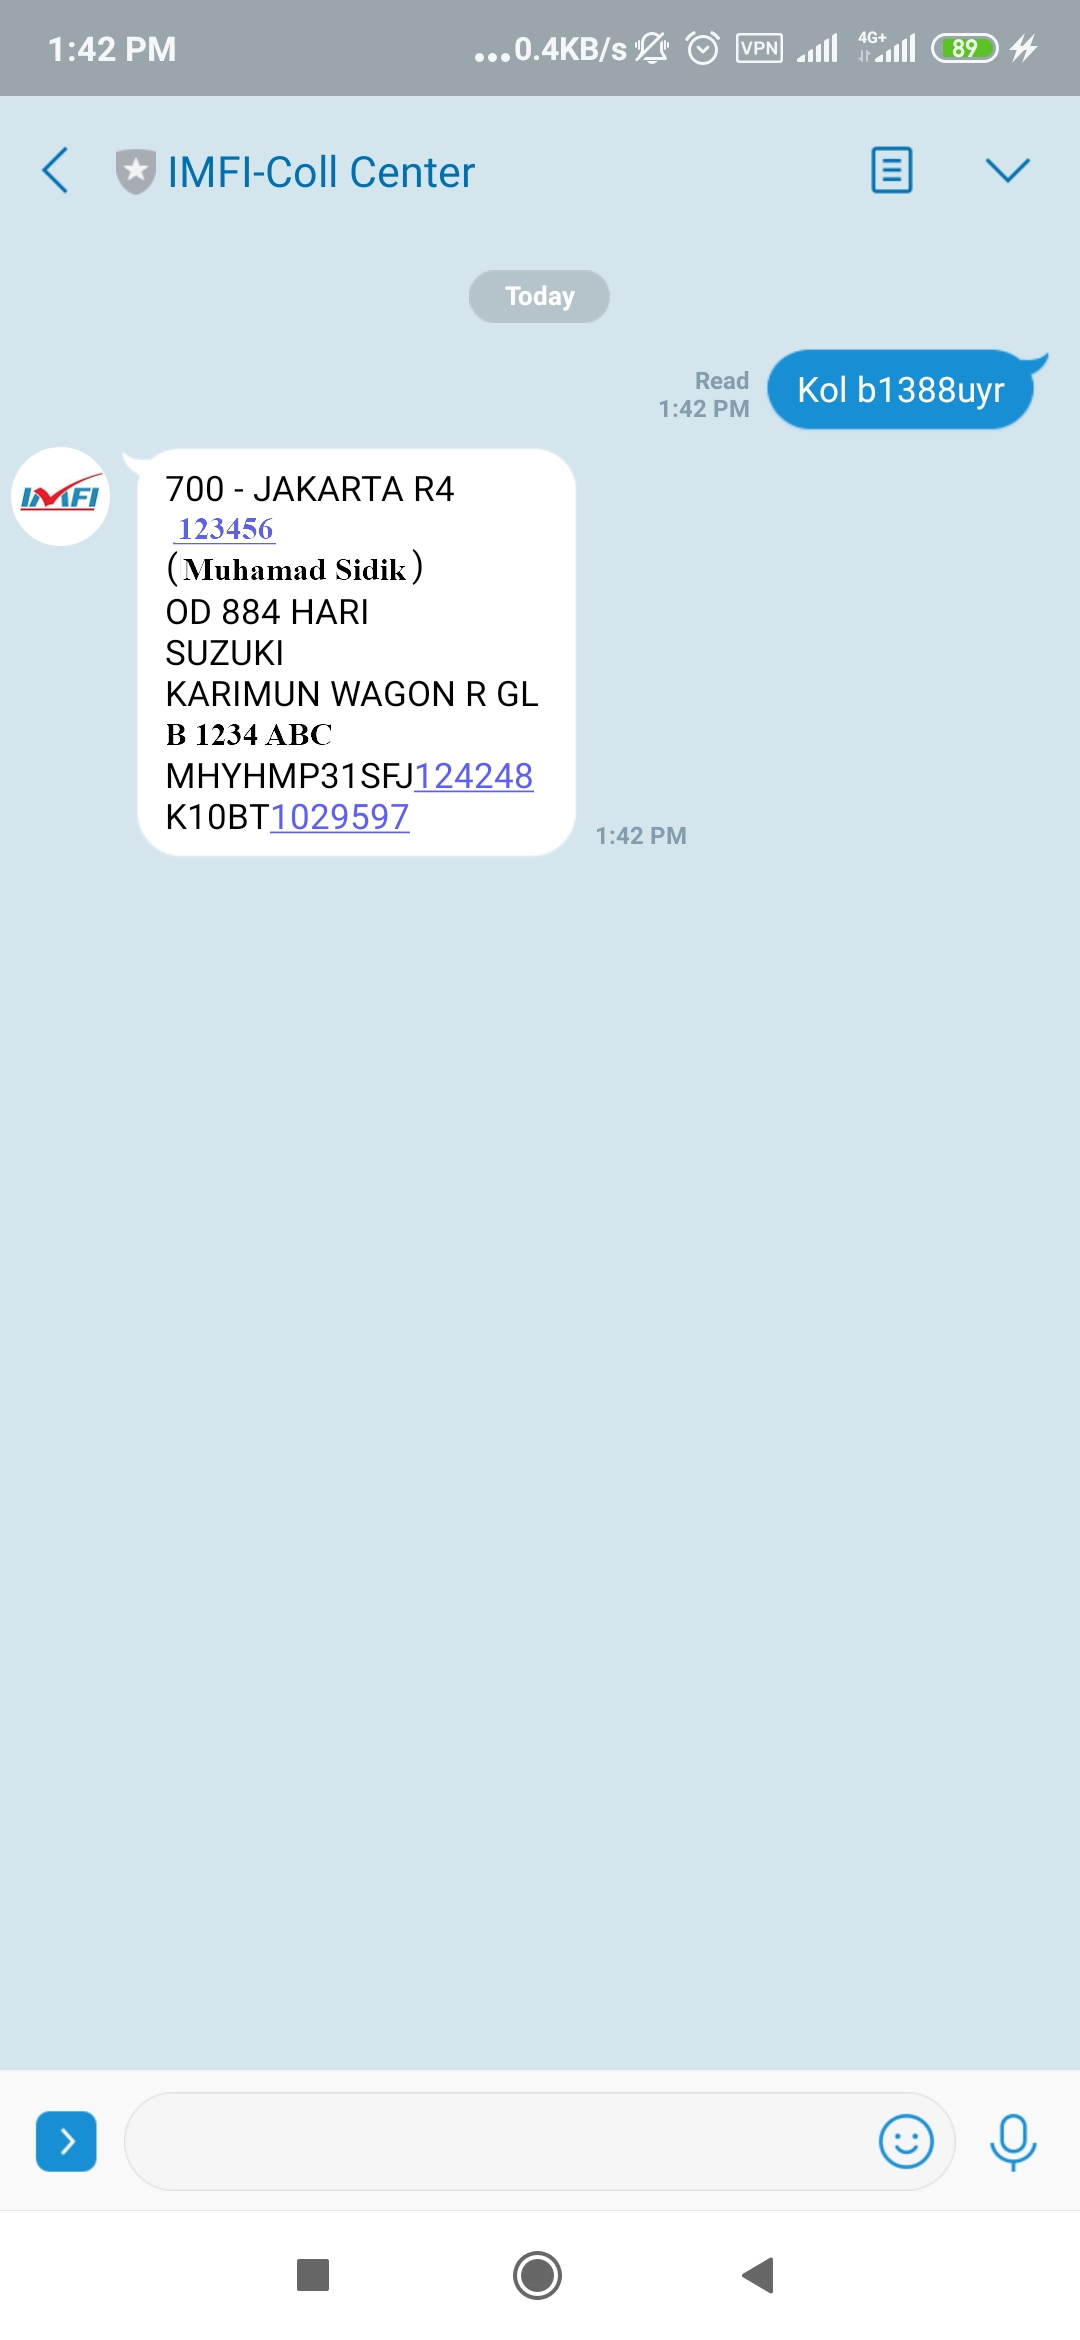 1:42 PM
...0.4KB/s VPN 4G+ 89
IMFI-Coll Center
Today
Kol b1388uyr
Read
1:42 PM
IMFI
700 - JAKARTA R4
123456
(Muhamad Sidik)
OD 884 HARI
SUZUKI
KARIMUN WAGON R GL
B 1234 ABC
MHYHMP31SFJ124248
K10BT1029597
1:42 PM